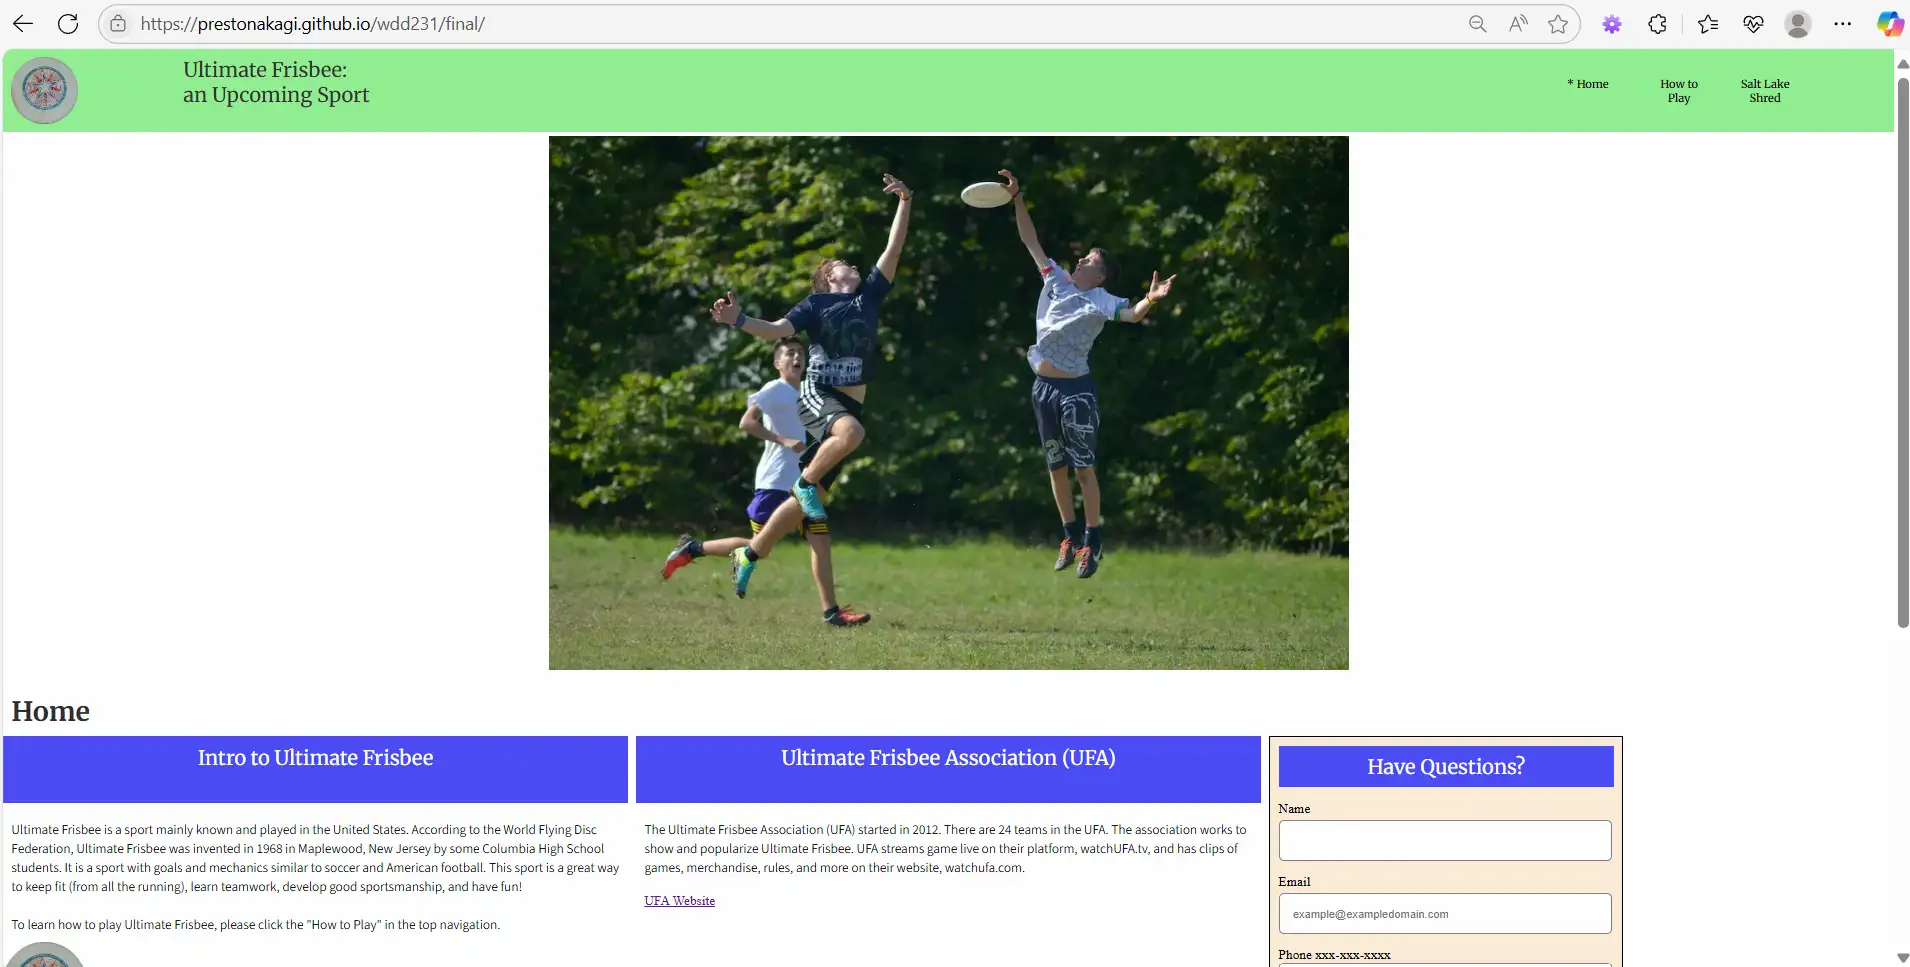 https://prestonakagi.github.io/wdd231/final/
Ultimate Frisbee:
an Upcoming Sport
* Home
How to
Play
Salt Lake
Shred
Home
Intro to Ultimate Frisbee
Ultimate Frisbee is a sport mainly known and played in the United States. According to the World Flying Disc
Federation, Ultimate Frisbee was invented in 1968 in Maplewood, New Jersey by some Columbia High School
students. It is a sport with goals and mechanics similar to soccer and American football. This sport is a great way
to keep fit (from all the running), learn teamwork, develop good sportsmanship, and have fun!
To learn how to play Ultimate Frisbee, please click the "How to Play" in the top navigation.
Ultimate Frisbee Association (UFA)
The Ultimate Frisbee Association (UFA) started in 2012. There are 24 teams in the UFA. The association works to
show and popularize Ultimate Frisbee. UFA streams game live on their platform, watchUFA.tv, and has clips of
games, merchandise, rules, and more on their website, watchufa.com.
UFA Website
Have Questions?
Name
Email
example@exampledomain.com
Phone xxx-xxx-xxxx